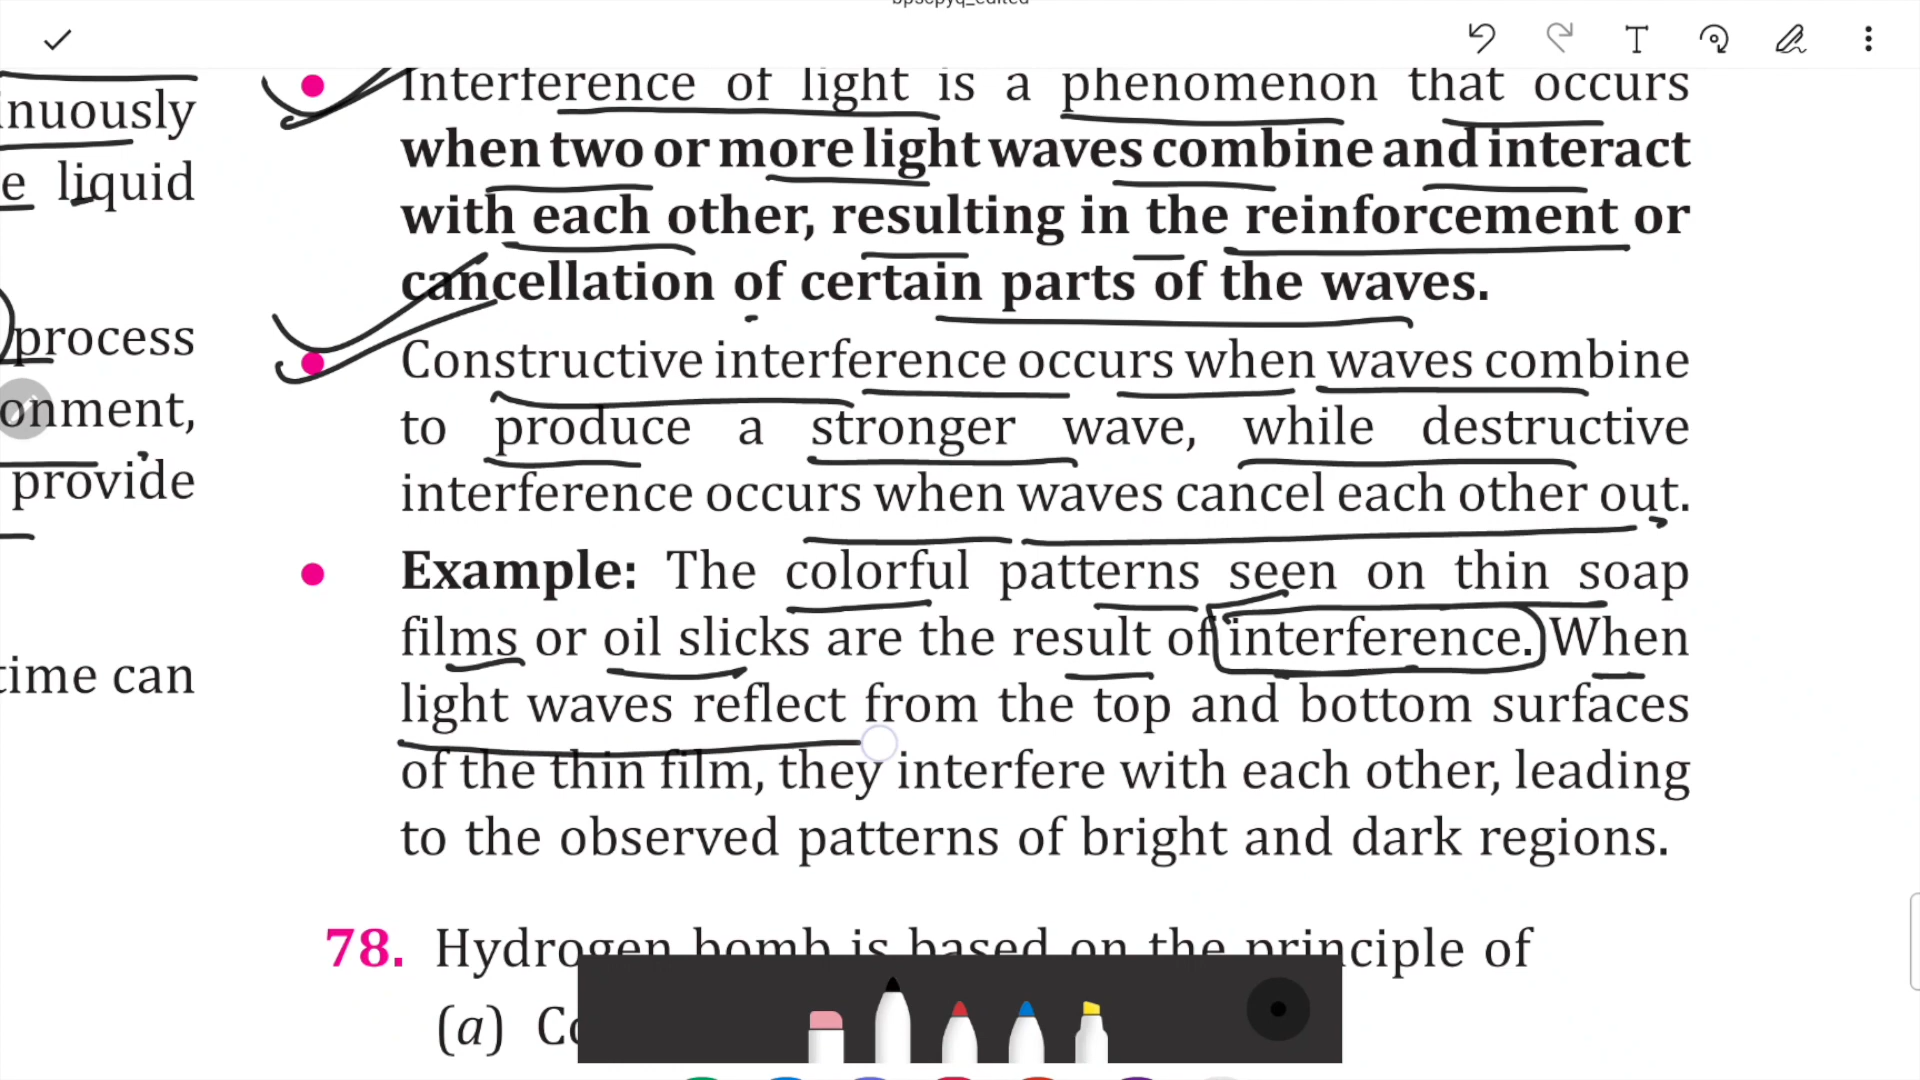 bpscpyq_edited
inuously
e liquid
process
onment,
provide
time can
Interference of light is a phenomenon that occurs
when two or more light waves combine and interact
with each other, resulting in the reinforcement or
cancellation of certain parts of the waves.
Constructive interference occurs when waves combine
to produce a stronger wave, while destructive
interference occurs when waves cancel each other out.
Example: The colorful patterns seen on thin soap
films or oil slicks are the result of interference. When
light waves reflect from the top and bottom surfaces
of the thin film, they interfere with each other, leading
to the observed patterns of bright and dark regions.
78. Hydrogen bomb is based on the principle of
(a)